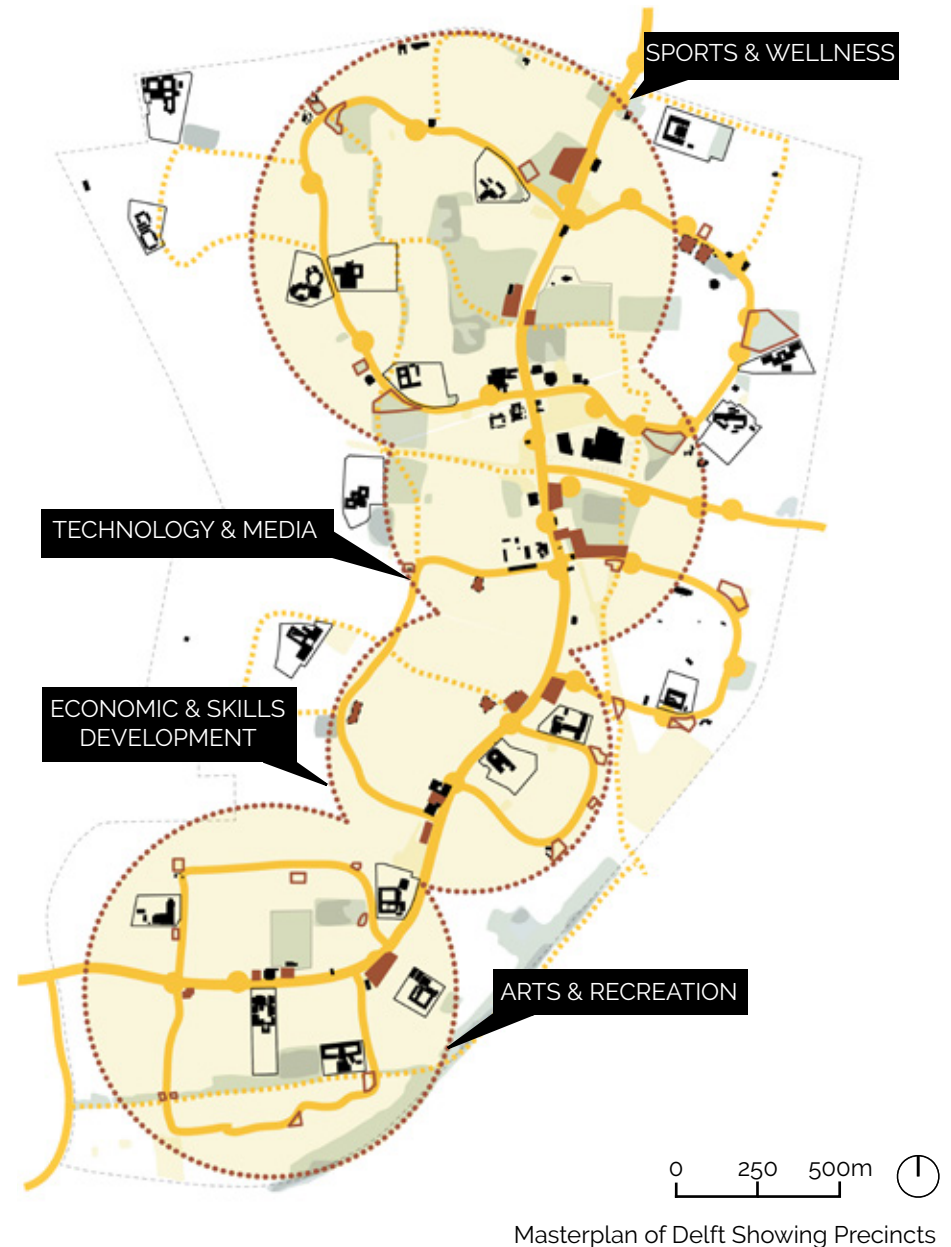 SPORTS & WELLNESS
TECHNOLOGY & MEDIA
ECONOMIC & SKILLS
DEVELOPMENT
ARTS & RECREATION
0 250 500m
Masterplan of Delft Showing Precincts